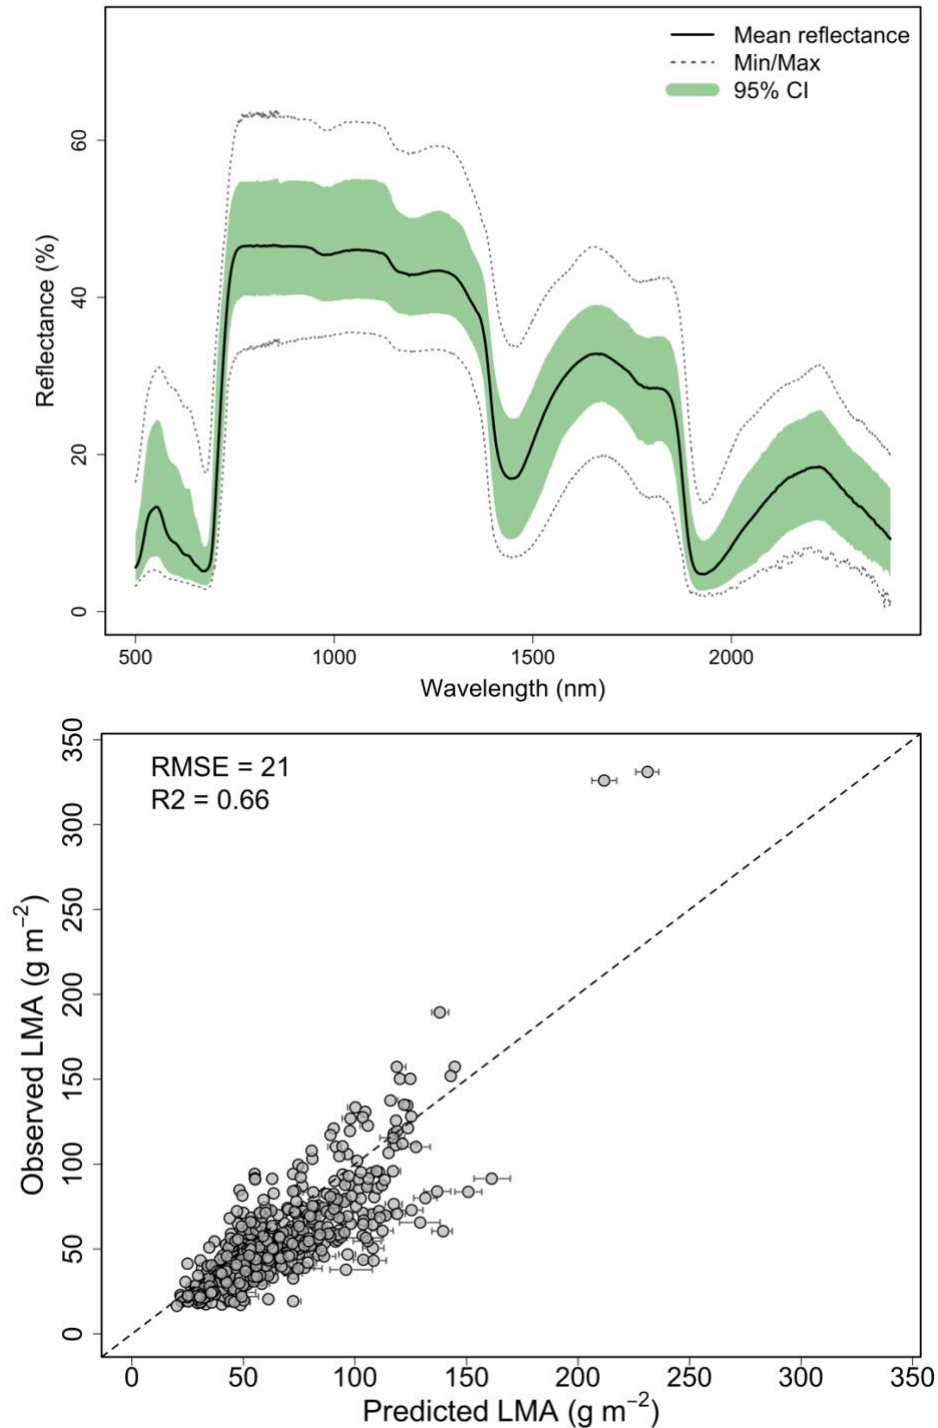 Mean reflectance
Min/Max
95% CI
Reflectance (%)
0
20
40
60
500
1000
1500
2000
Wavelength (nm)
RMSE = 21
R2 = 0.66
Observed LMA (g m⁻²)
0
50
100
150
200
250
300
350
0
50
100
150
200
250
300
350
Predicted LMA (g m⁻²)